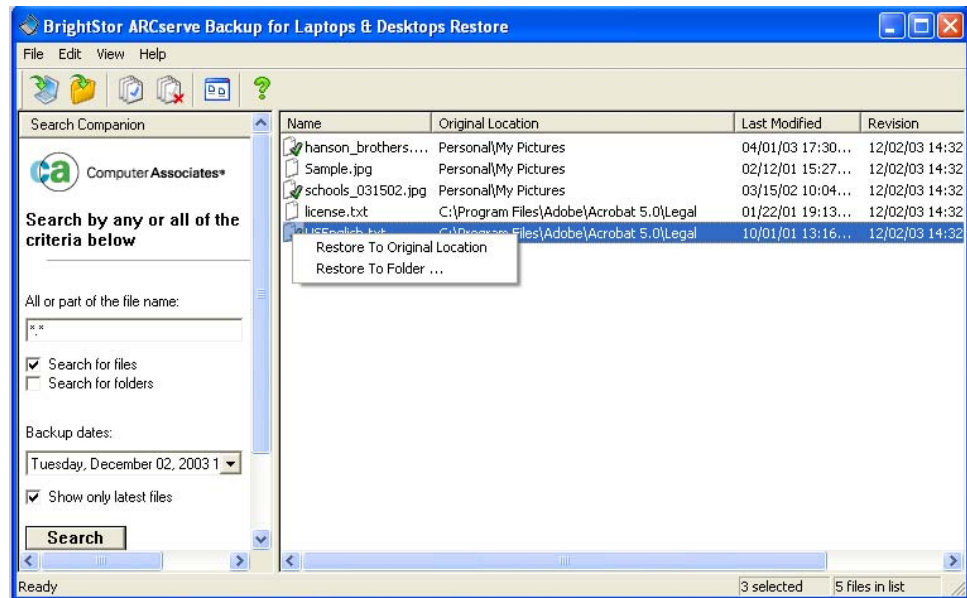 BrightStor ARCserve Backup for Laptops & Desktops Restore
File Edit View Help
Search Companion
ca Computer Associates®
Search by any or all of the
criteria below
All or part of the file name:
*.*
Search for files
Search for folders
Backup dates:
Tuesday, December 02, 2003 1
Show only latest files
Search
Name Original Location Last Modified Revision
hanson_brothers.... Personal\My Pictures 04/01/03 17:30... 12/02/03 14:32
Sample.jpg Personal\My Pictures 02/12/01 15:27... 12/02/03 14:32
schools_031502.jpg Personal\My Pictures 03/15/02 10:04... 12/02/03 14:32
license.txt C:\Program Files\Adobe\Acrobat 5.0\Legal 01/22/01 19:13... 12/02/03 14:32
USEnglish.txt C:\Program Files\Adobe\Acrobat 5.0\Legal 10/01/01 13:16... 12/02/03 14:32
Restore To Original Location
Restore To Folder ...
Ready 3 selected 5 files in list